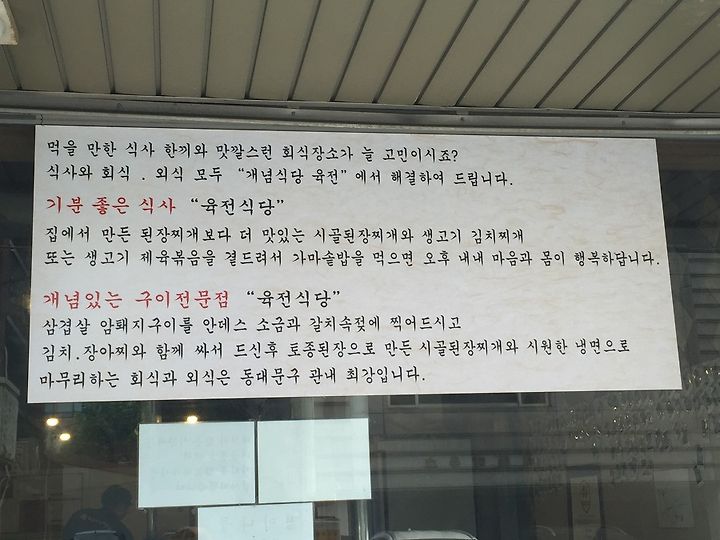 먹을 만한 식사 한끼와 맛깔스런 회식장소가 늘 고민이시죠?
식사와 회식 . 외식 모두 “개념식당 육전”에서 해결하여 드립니다.
기분 좋은 식사 “육전식당”
집에서 만든 된장찌개보다 더 맛있는 시골된장찌개와 생고기 김치찌개
또는 생고기 제육볶음을 곁드려서 가마솥밥을 먹으면 오후 내내 마음과 몸이 행복하답니다.
개념있는 구이전문점 “육전식당”
삼겹살 암퇘지구이를 안데스 소금과 갈치속젖에 찍어드시고
김치.장아찌와 함께 싸서 드신후 토종된장으로 만든 시골된장찌개와 시원한 냉면으로
마무리하는 회식과 외식은 동대문구 관내 최강입니다.